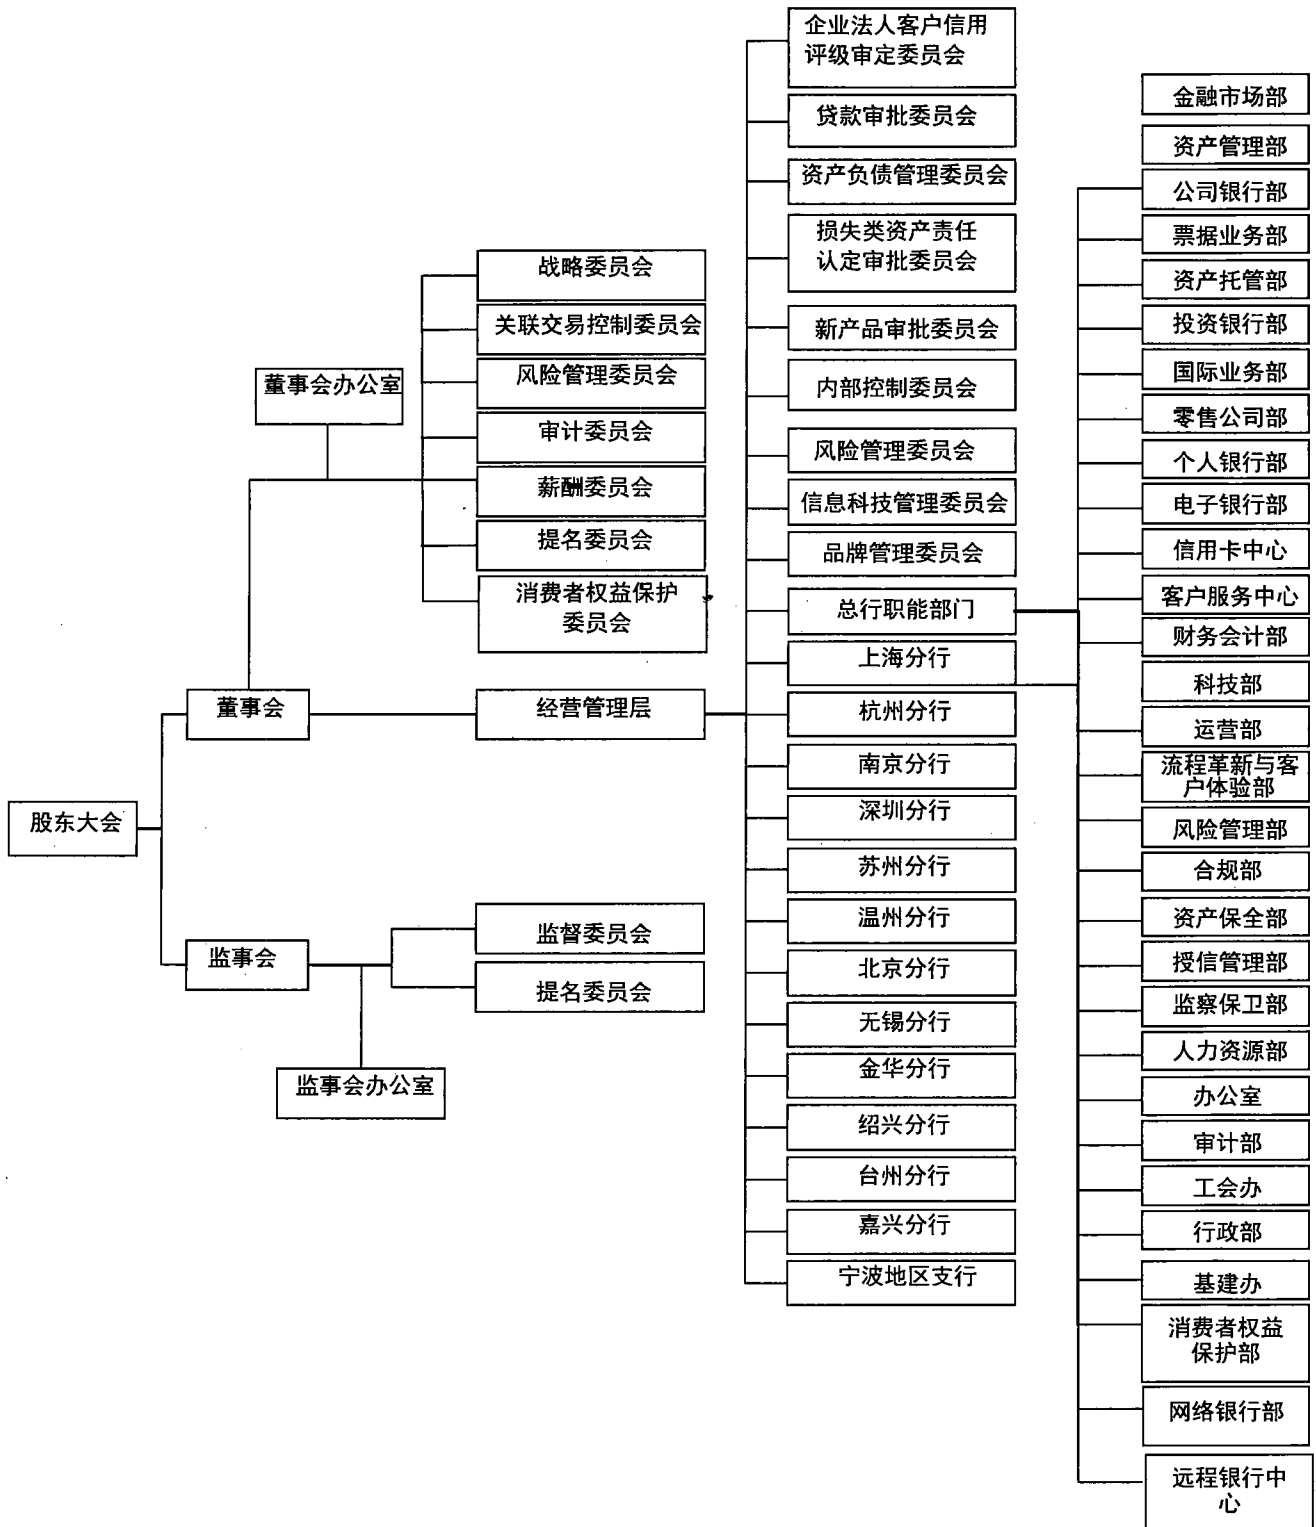 股东大会
董事会
监事会
董事会办公室
监事会办公室
战略委员会
关联交易控制委员会
风险管理委员会
审计委员会
薪酬委员会
提名委员会
消费者权益保护
委员会
经营管理层
监督委员会
提名委员会
企业法人客户信用
评级审定委员会
贷款审批委员会
资产负债管理委员会
损失类资产责任
认定审批委员会
新产品审批委员会
内部控制委员会
风险管理委员会
信息科技管理委员会
品牌管理委员会
总行职能部门
上海分行
杭州分行
南京分行
深圳分行
苏州分行
温州分行
北京分行
无锡分行
金华分行
绍兴分行
台州分行
嘉兴分行
宁波地区支行
金融市场部
资产管理部
公司银行部
票据业务部
资产托管部
投资银行部
国际业务部
零售公司部
个人银行部
电子银行部
信用卡中心
客户服务中心
财务会计部
科技部
运营部
流程革新与客
户体验部
风险管理部
合规部
资产保全部
授信管理部
监察保卫部
人力资源部
办公室
审计部
工会办
行政部
基建办
消费者权益
保护部
网络银行部
远程银行中
心